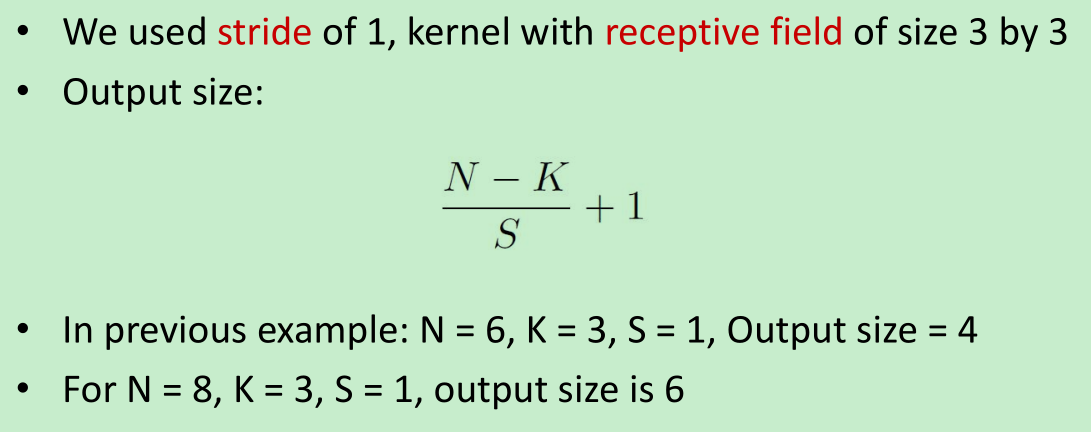 • We used stride of 1, kernel with receptive field of size 3 by 3
• Output size:
N − K
S
+ 1
• In previous example: N = 6, K = 3, S = 1, Output size = 4
• For N = 8, K = 3, S = 1, output size is 6